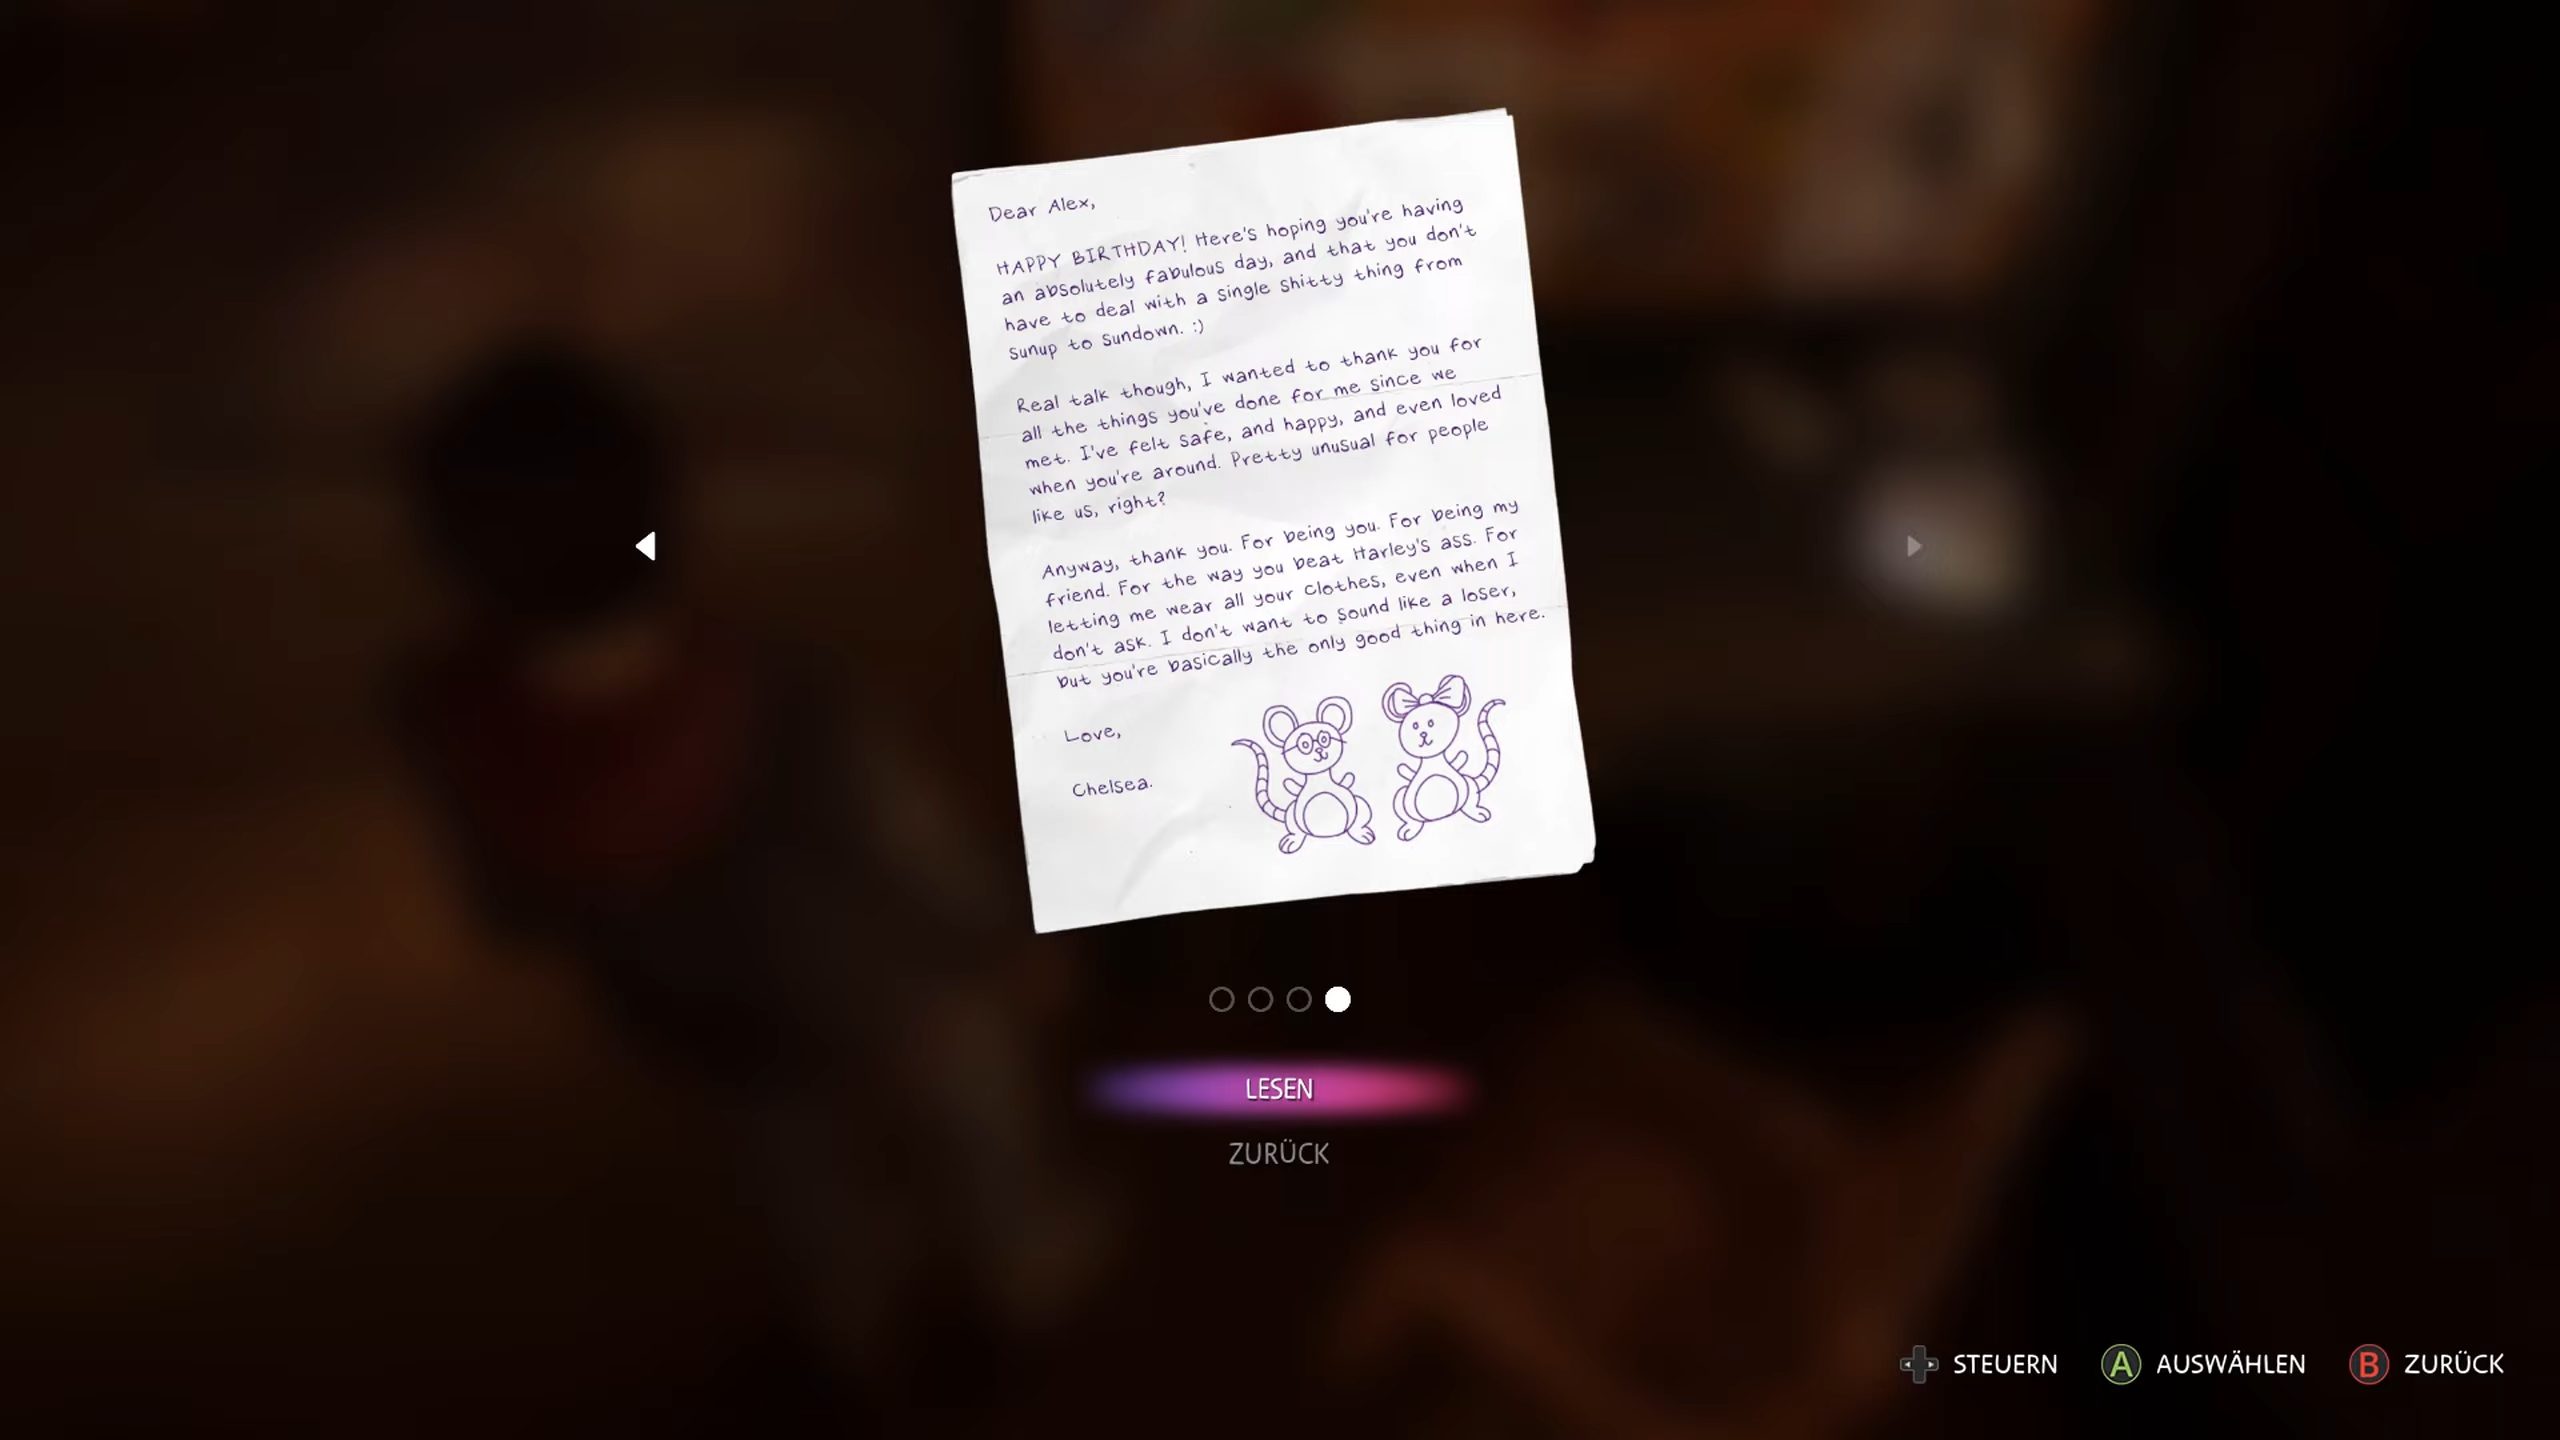 Dear Alex,
HAPPY BIRTHDAY! Here's hoping you're having
an absolutely fabulous day, and that you don't
have to deal with a single shitty thing from
sunup to sundown. :)
Real talk though, I wanted to thank you for
all the things you've done for me since we
met. I've felt safe, and happy, and even loved
when you're around. Pretty unusual for people
like us, right?
Anyway, thank you. For being you. For being my
friend. For the way you beat Harley's ass. For
letting me wear all your clothes, even when I
don't ask. I don't want to sound like a loser,
but you're basically the only good thing in here.
Love,
Chelsea.
LESEN
ZURÜCK
STEUERN A AUSWÄHLEN B ZURÜCK